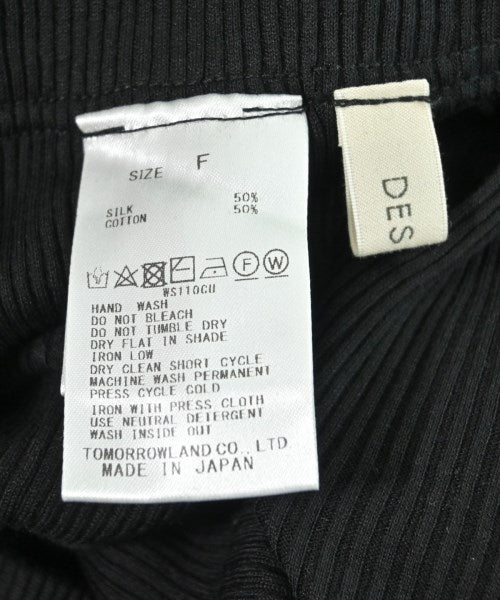 SIZE F
SILK 50%
COTTON 50%
F W
WS110CU
HAND WASH
DO NOT BLEACH
DO NOT TUMBLE DRY
DRY FLAT IN SHADE
IRON LOW
DRY CLEAN SHORT CYCLE
MACHINE WASH PERMANENT
PRESS CYCLE COLD
IRON WITH PRESS CLOTH
USE NEUTRAL DETERGENT
WASH INSIDE OUT
TOMORROWLAND CO., LTD.
MADE IN JAPAN
DES